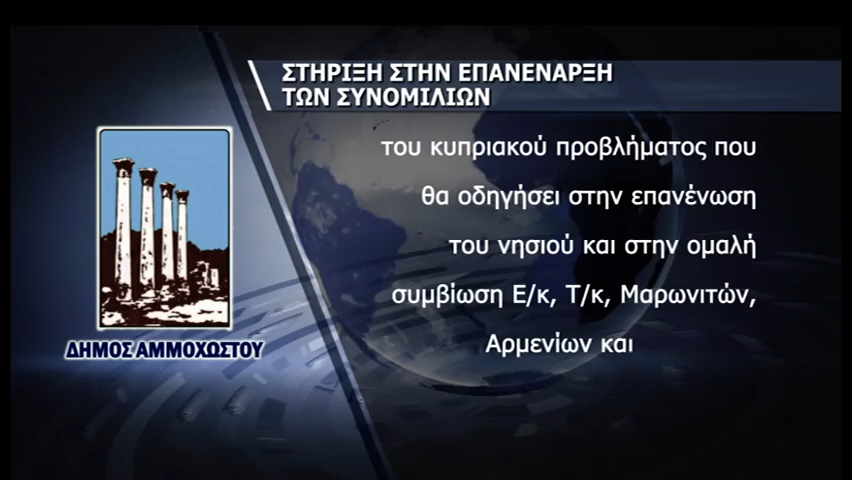 ΣΤΗΡΙΞΗ ΣΤΗΝ ΕΠΑΝΕΝΑΡΞΗ
ΤΩΝ ΣΥΝΟΜΙΛΙΩΝ
του κυπριακού προβλήματος που
θα οδηγήσει στην επανένωση
του νησιού και στην ομαλή
συμβίωση Ε/κ, Τ/κ, Μαρωνιτών,
Αρμενίων και
ΔΗΜΟΣ ΑΜΜΟΧΩΣΤΟΥ